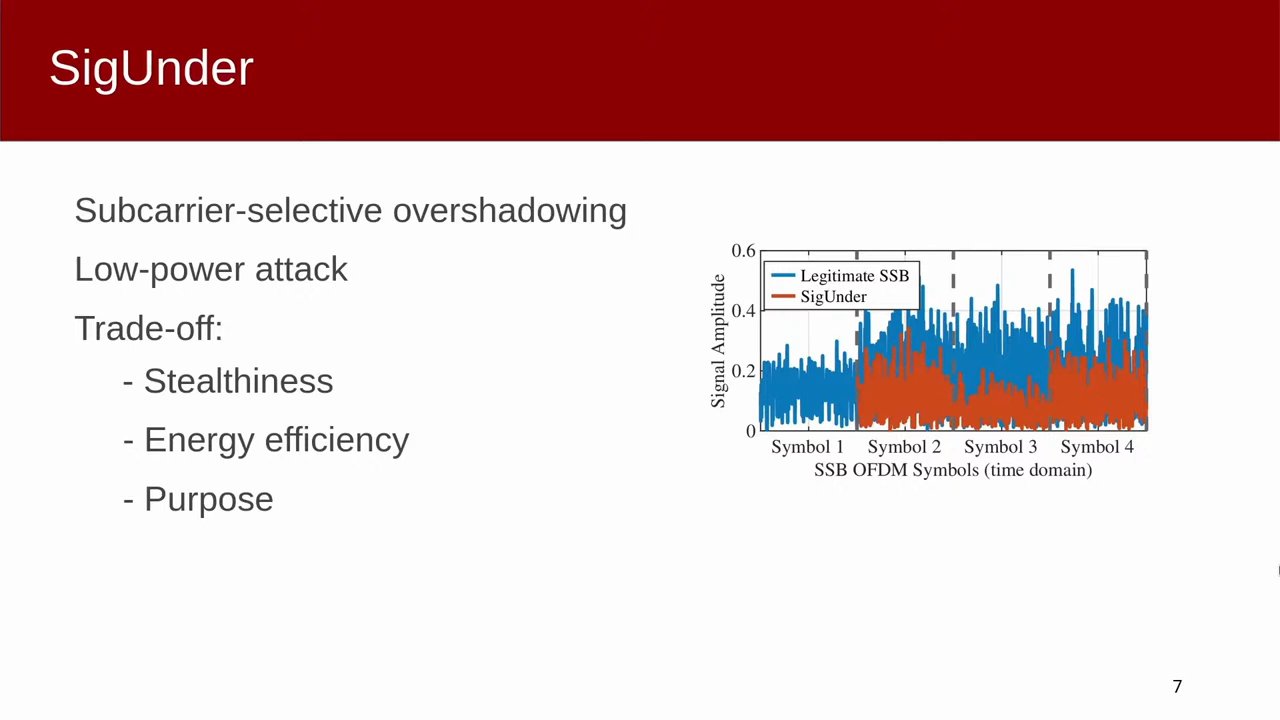 SigUnder
Subcarrier-selective overshadowing
Low-power attack
Trade-off:
- Stealthiness
- Energy efficiency
- Purpose
Signal Amplitude
0.6
0.4
0.2
0
Legitimate SSB
SigUnder
Symbol 1 Symbol 2 Symbol 3 Symbol 4
SSB OFDM Symbols (time domain)
7